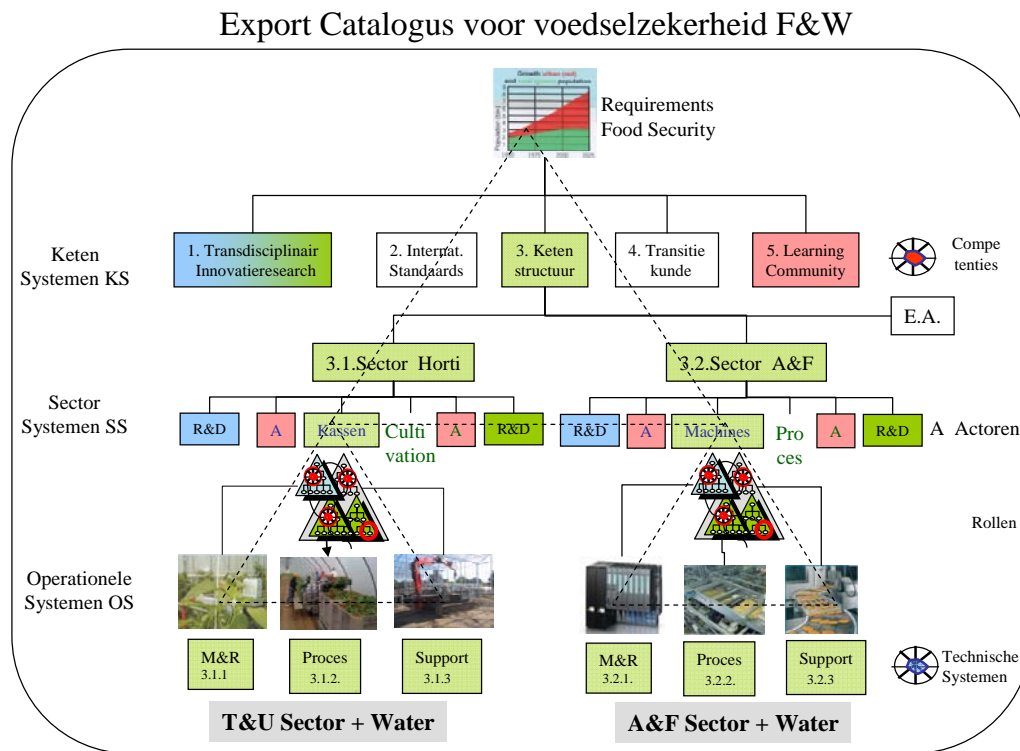 Export Catalogus voor voedselzekerheid F&W
Growth urban (red)
Requirements
Food Security
Keten
Systemen KS
1. Transdisciplinair
Innovatieresearch
2. Internat.
Standaards
3. Keten
structuur
4. Transitie
kunde
5. Learning
Community
Compe
tenties
E.A.
3.1.Sector Horti
3.2.Sector A&F
Sector
Systemen SS
R&D
A
Kassen
Culti
vation
A
R&D
R&D
A
Machines
Pro
ces
A
R&D
A Actoren
Rollen
Operationele
Systemen OS
M&R
3.1.1
Proces
3.1.2.
Support
3.1.3
M&R
3.2.1.
Proces
3.2.2.
Support
3.2.3
Technische
Systemen
T&U Sector + Water
A&F Sector + Water